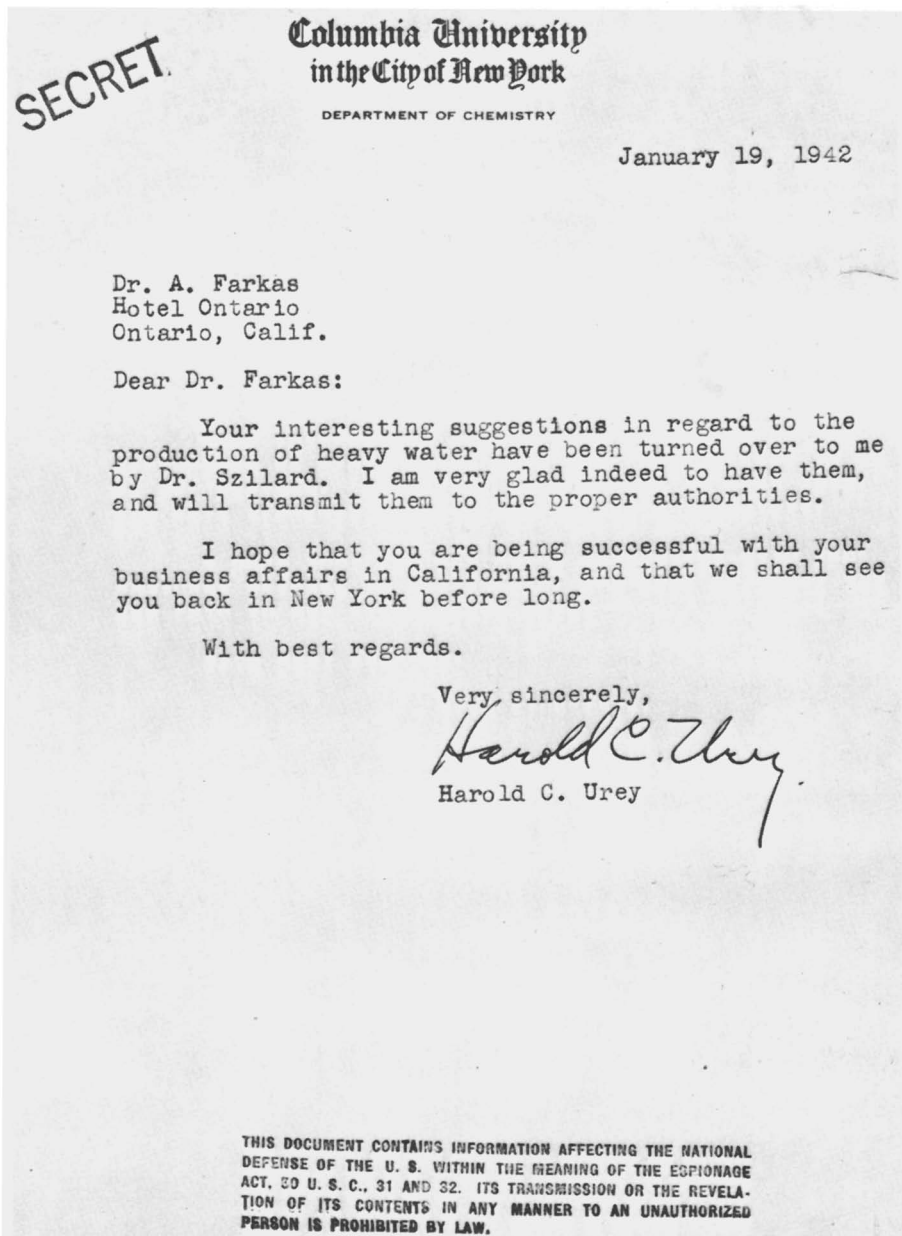 SECRET.
Columbia University
in the City of New York
DEPARTMENT OF CHEMISTRY
January 19, 1942
Dr. A. Farkas
Hotel Ontario
Ontario, Calif.
Dear Dr. Farkas:
Your interesting suggestions in regard to the
production of heavy water have been turned over to me
by Dr. Szilard. I am very glad indeed to have them,
and will transmit them to the proper authorities.
I hope that you are being successful with your
business affairs in California, and that we shall see
you back in New York before long.
With best regards.
Very sincerely,
Harold C. Urey
Harold C. Urey
THIS DOCUMENT CONTAINS INFORMATION AFFECTING THE NATIONAL
DEFENSE OF THE U. S. WITHIN THE MEANING OF THE ESPIONAGE
ACT, 50 U. S. C., 31 AND 32. ITS TRANSMISSION OR THE REVELA-
TION OF ITS CONTENTS IN ANY MANNER TO AN UNAUTHORIZED
PERSON IS PROHIBITED BY LAW.